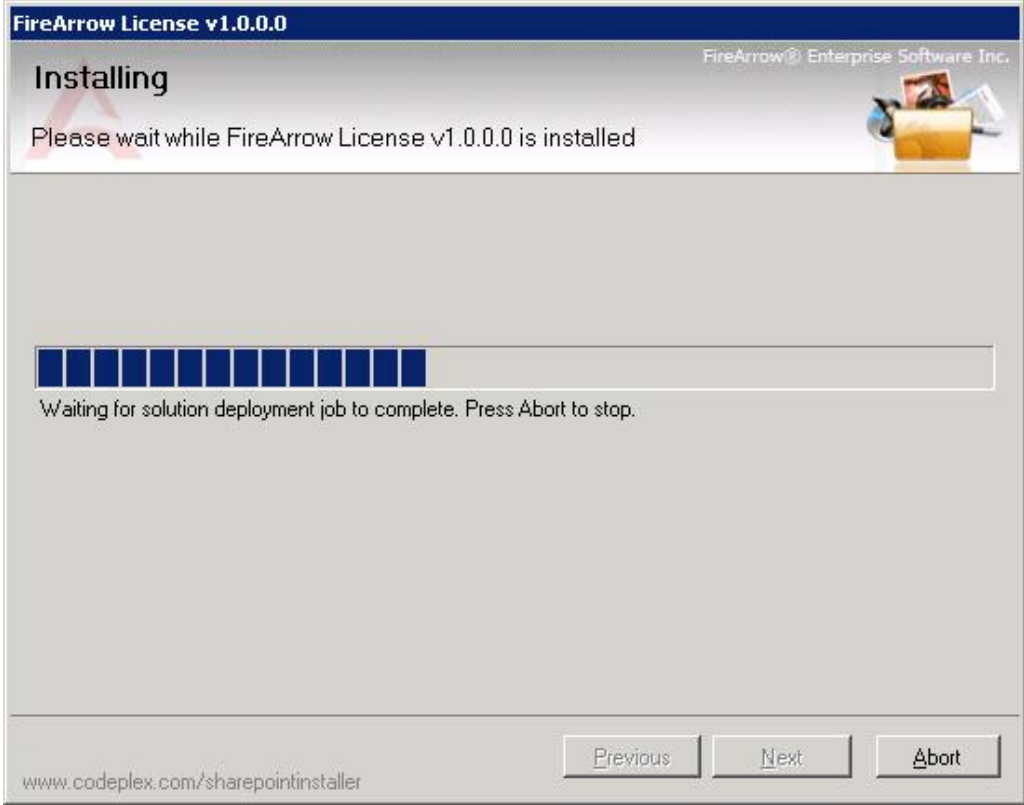 FireArrow License v1.0.0.0
FireArrow® Enterprise Software Inc.
Installing
Please wait while FireArrow License v1.0.0.0 is installed
Waiting for solution deployment job to complete. Press Abort to stop.
Previous Next Abort
www.codeplex.com/sharepointinstaller